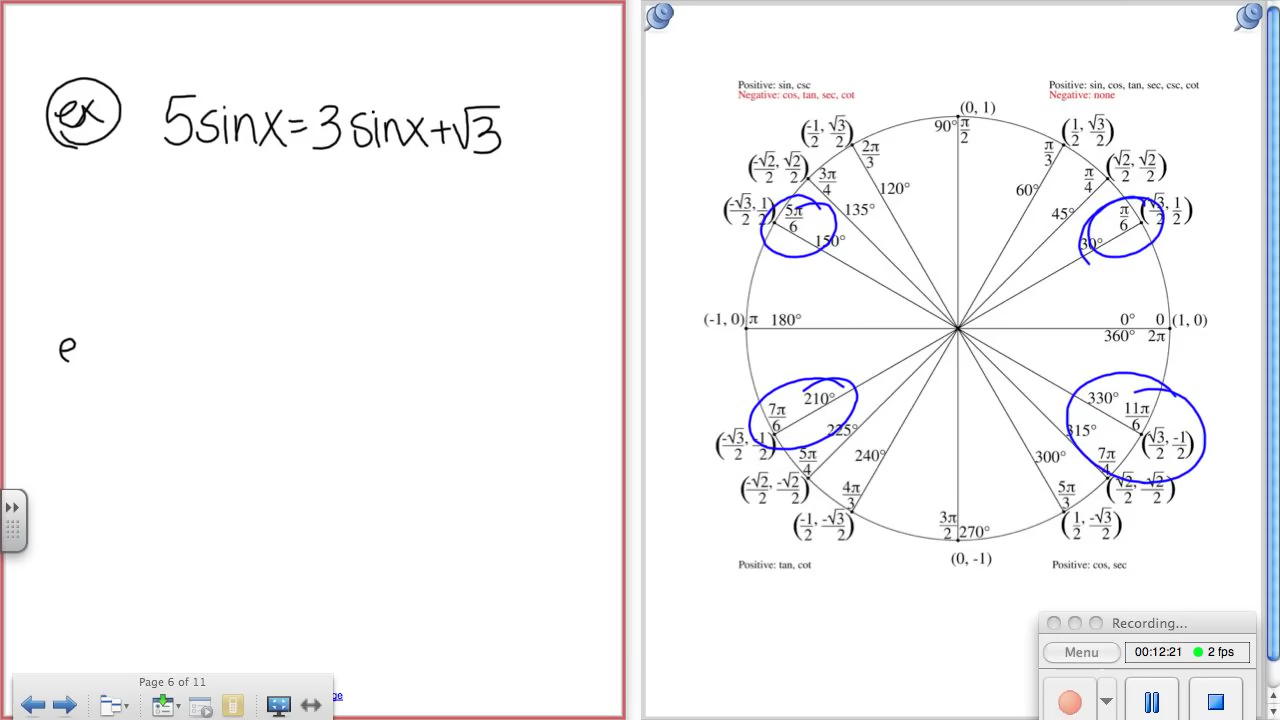 ex 5sinx=3sinx+√3
e
Positive: sin, csc
Negative: cos, tan, sec, cot
Positive: sin, cos, tan, sec, csc, cot
Negative: none
(0, 1)
90° π/2
(-1/2, √3/2) 2π/3 120°
(1/2, √3/2) π/3 60°
(-√2/2, √2/2) 3π/4 135°
(√2/2, √2/2) π/4 45°
(-√3/2, 1/2) 5π/6 150°
(√3/2, 1/2) π/6 30°
(-1, 0) π 180°
0° 0 (1, 0)
360° 2π
210° 7π/6 (-√3/2, -1/2)
330° 11π/6 (√3/2, -1/2)
225° 5π/4 (-√2/2, -√2/2)
315° 7π/4 (√2/2, -√2/2)
240° 4π/3 (-1/2, -√3/2)
300° 5π/3 (1/2, -√3/2)
3π/2 270°
(0, -1)
Positive: tan, cot
Positive: cos, sec
Recording...
Menu 00:12:21 2 fps
Page 6 of 11